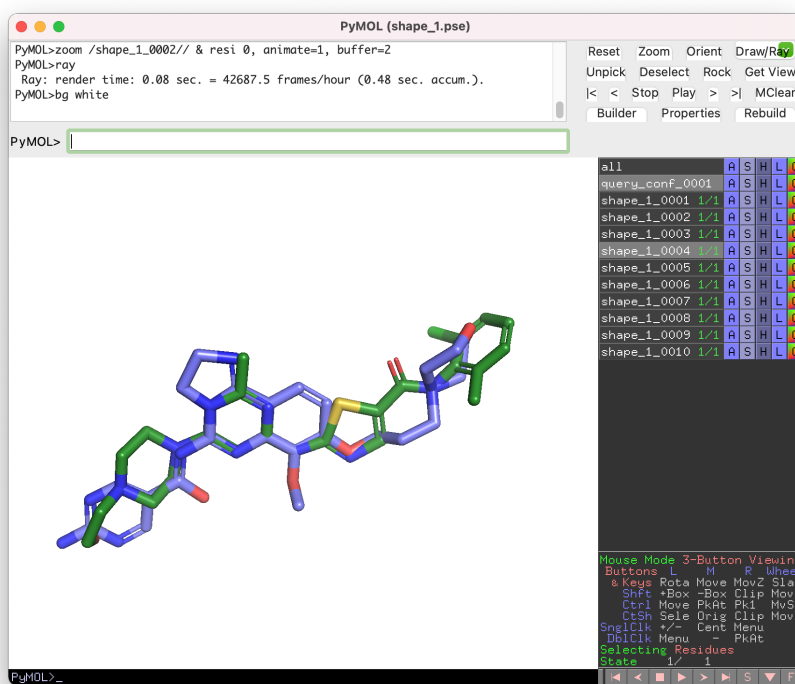 PyMOL (shape_1.pse)
PyMOL>zoom /shape_1_0002// & resi 0, animate=1, buffer=2
PyMOL>ray
Ray: render time: 0.08 sec. = 42687.5 frames/hour (0.48 sec. accum.).
PyMOL>bg white
PyMOL>
Reset Zoom Orient Draw/Ray
Unpick Deselect Rock Get View
|< < Stop Play > >| MClear
Builder Properties Rebuild
all A S H L
query_conf_0001 A S H L
shape_1_0001 1/1 A S H L
shape_1_0002 1/1 A S H L
shape_1_0003 1/1 A S H L
shape_1_0004 1/1 A S H L
shape_1_0005 1/1 A S H L
shape_1_0006 1/1 A S H L
shape_1_0007 1/1 A S H L
shape_1_0008 1/1 A S H L
shape_1_0009 1/1 A S H L
shape_1_0010 1/1 A S H L
Mouse Mode 3-Button Viewin
Buttons L M R Whee
& Keys Rota Move MovZ Sla
Shft +Box -Box Clip Mov
Ctrl Move PkAt Pk1 MvS
CtSh Sele Orig Clip Mov
SnglClk +/- Cent Menu
DblClk Menu - PkAt
Selecting Residues
State 1/ 1
PyMOL>_
S F